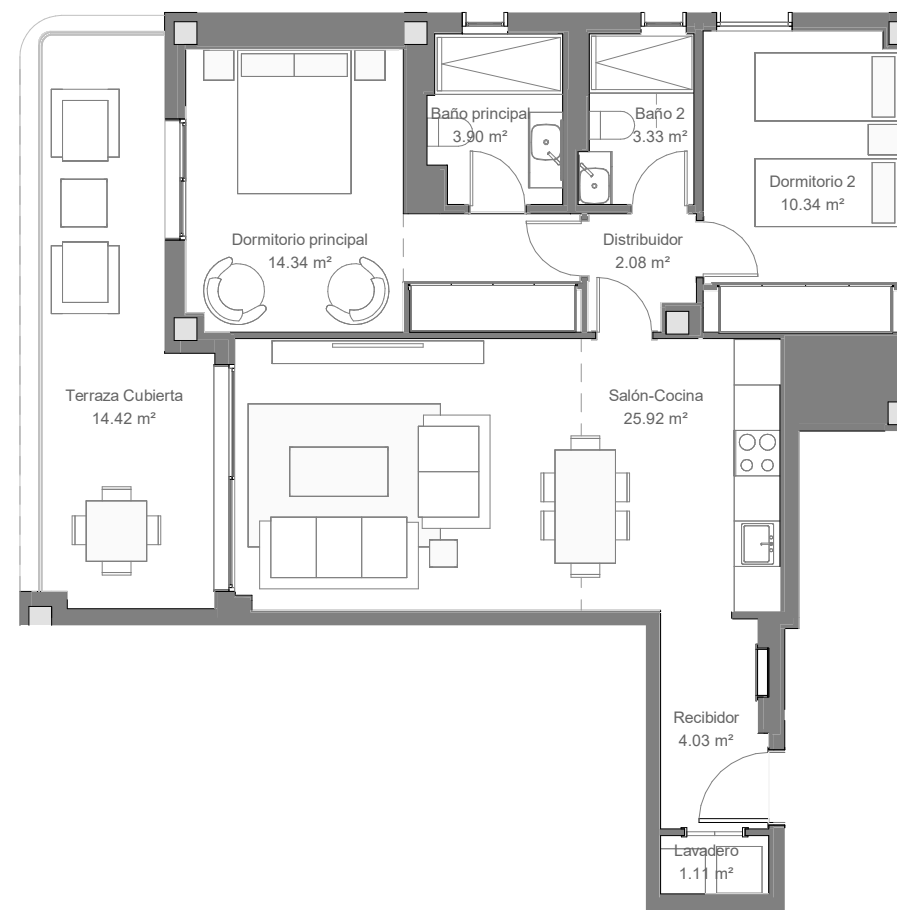 Baño principal
3.90 m²
Baño 2
3.33 m²
Dormitorio 2
10.34 m²
Dormitorio principal
14.34 m²
Distribuidor
2.08 m²
Terraza Cubierta
14.42 m²
Salón-Cocina
25.92 m²
Recibidor
4.03 m²
Lavadero
1.11 m²